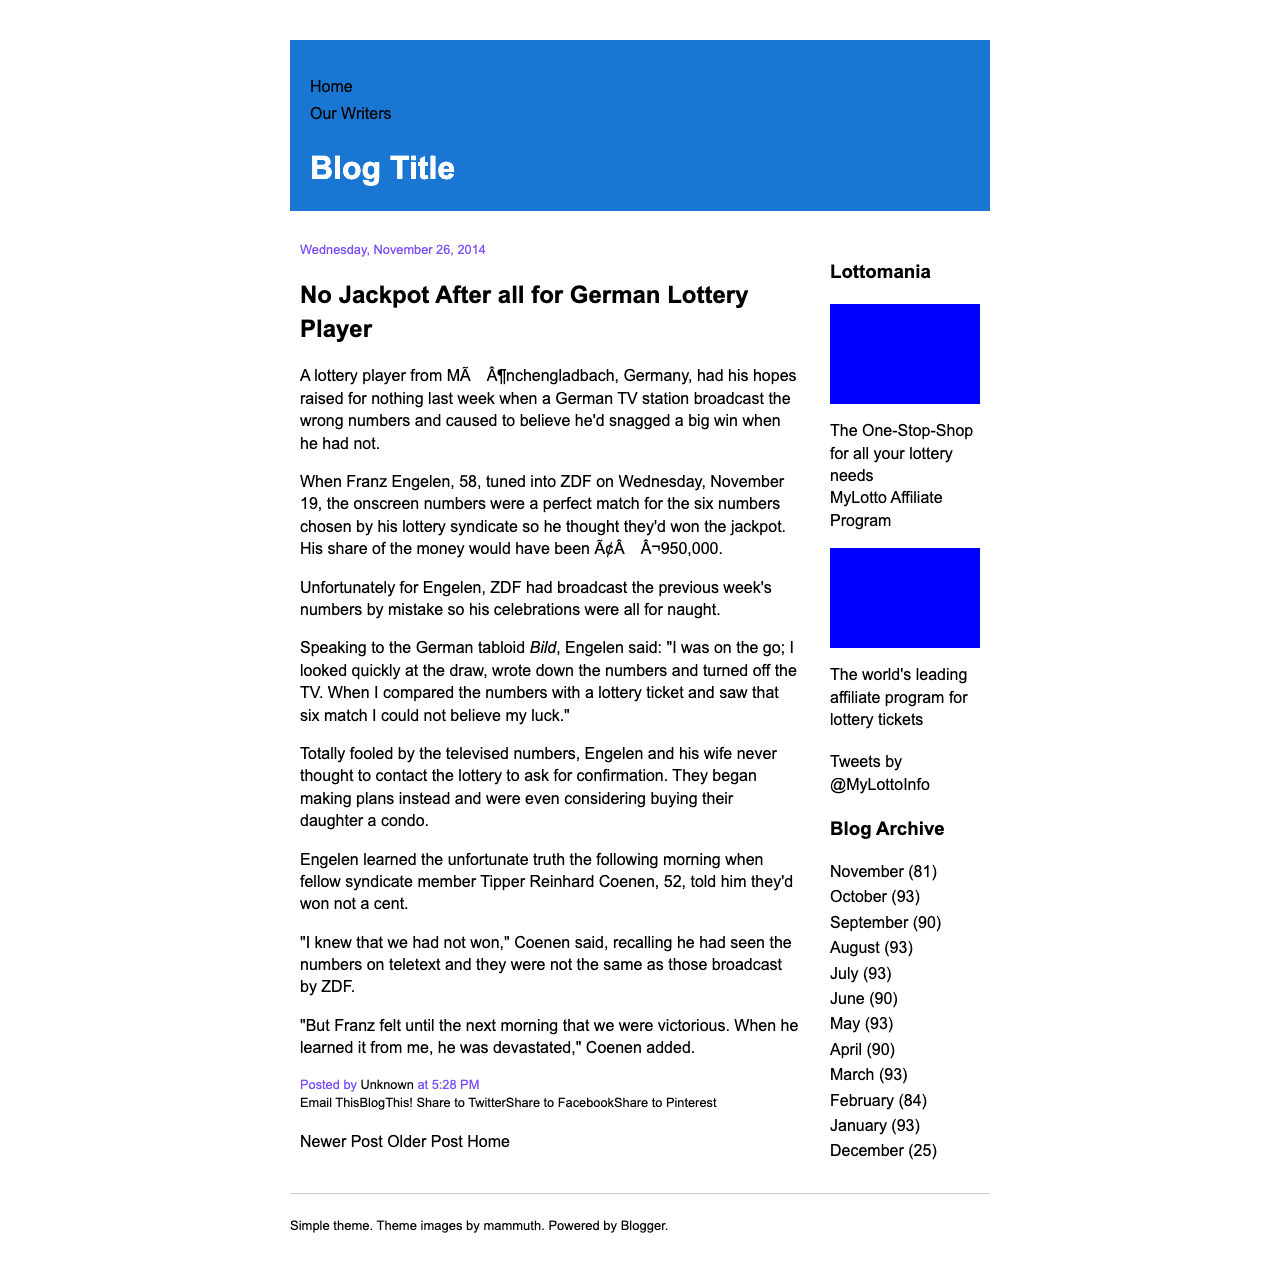 Home
Our Writers
Blog Title
Wednesday, November 26, 2014
No Jackpot After all for German Lottery
Player
A lottery player from MÃ Â¶nchengladbach, Germany, had his hopes
raised for nothing last week when a German TV station broadcast the
wrong numbers and caused to believe he'd snagged a big win when
he had not.
When Franz Engelen, 58, tuned into ZDF on Wednesday, November
19, the onscreen numbers were a perfect match for the six numbers
chosen by his lottery syndicate so he thought they'd won the jackpot.
His share of the money would have been Ã¢Â Â¬950,000.
Unfortunately for Engelen, ZDF had broadcast the previous week's
numbers by mistake so his celebrations were all for naught.
Speaking to the German tabloid Bild, Engelen said: "I was on the go; I
looked quickly at the draw, wrote down the numbers and turned off the
TV. When I compared the numbers with a lottery ticket and saw that
six match I could not believe my luck."
Totally fooled by the televised numbers, Engelen and his wife never
thought to contact the lottery to ask for confirmation. They began
making plans instead and were even considering buying their
daughter a condo.
Engelen learned the unfortunate truth the following morning when
fellow syndicate member Tipper Reinhard Coenen, 52, told him they'd
won not a cent.
"I knew that we had not won," Coenen said, recalling he had seen the
numbers on teletext and they were not the same as those broadcast
by ZDF.
"But Franz felt until the next morning that we were victorious. When he
learned it from me, he was devastated," Coenen added.
Posted by Unknown at 5:28 PM
Email ThisBlogThis! Share to TwitterShare to FacebookShare to Pinterest
Newer Post Older Post Home
Lottomania
The One-Stop-Shop
for all your lottery
needs
MyLotto Affiliate
Program
The world's leading
affiliate program for
lottery tickets
Tweets by
@MyLottoInfo
Blog Archive
November (81)
October (93)
September (90)
August (93)
July (93)
June (90)
May (93)
April (90)
March (93)
February (84)
January (93)
December (25)
Simple theme. Theme images by mammuth. Powered by Blogger.